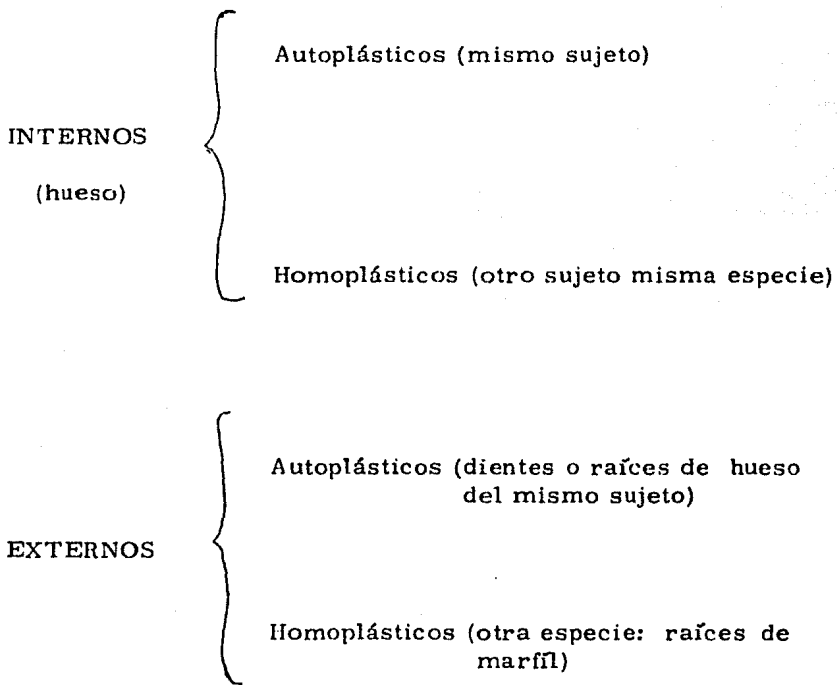 Autoplásticos (mismo sujeto)
INTERNOS
(hueso)
Homoplásticos (otro sujeto misma especie)
Autoplásticos (dientes o raíces de hueso
del mismo sujeto)
EXTERNOS
Homoplásticos (otra especie: raíces de
marfíl)